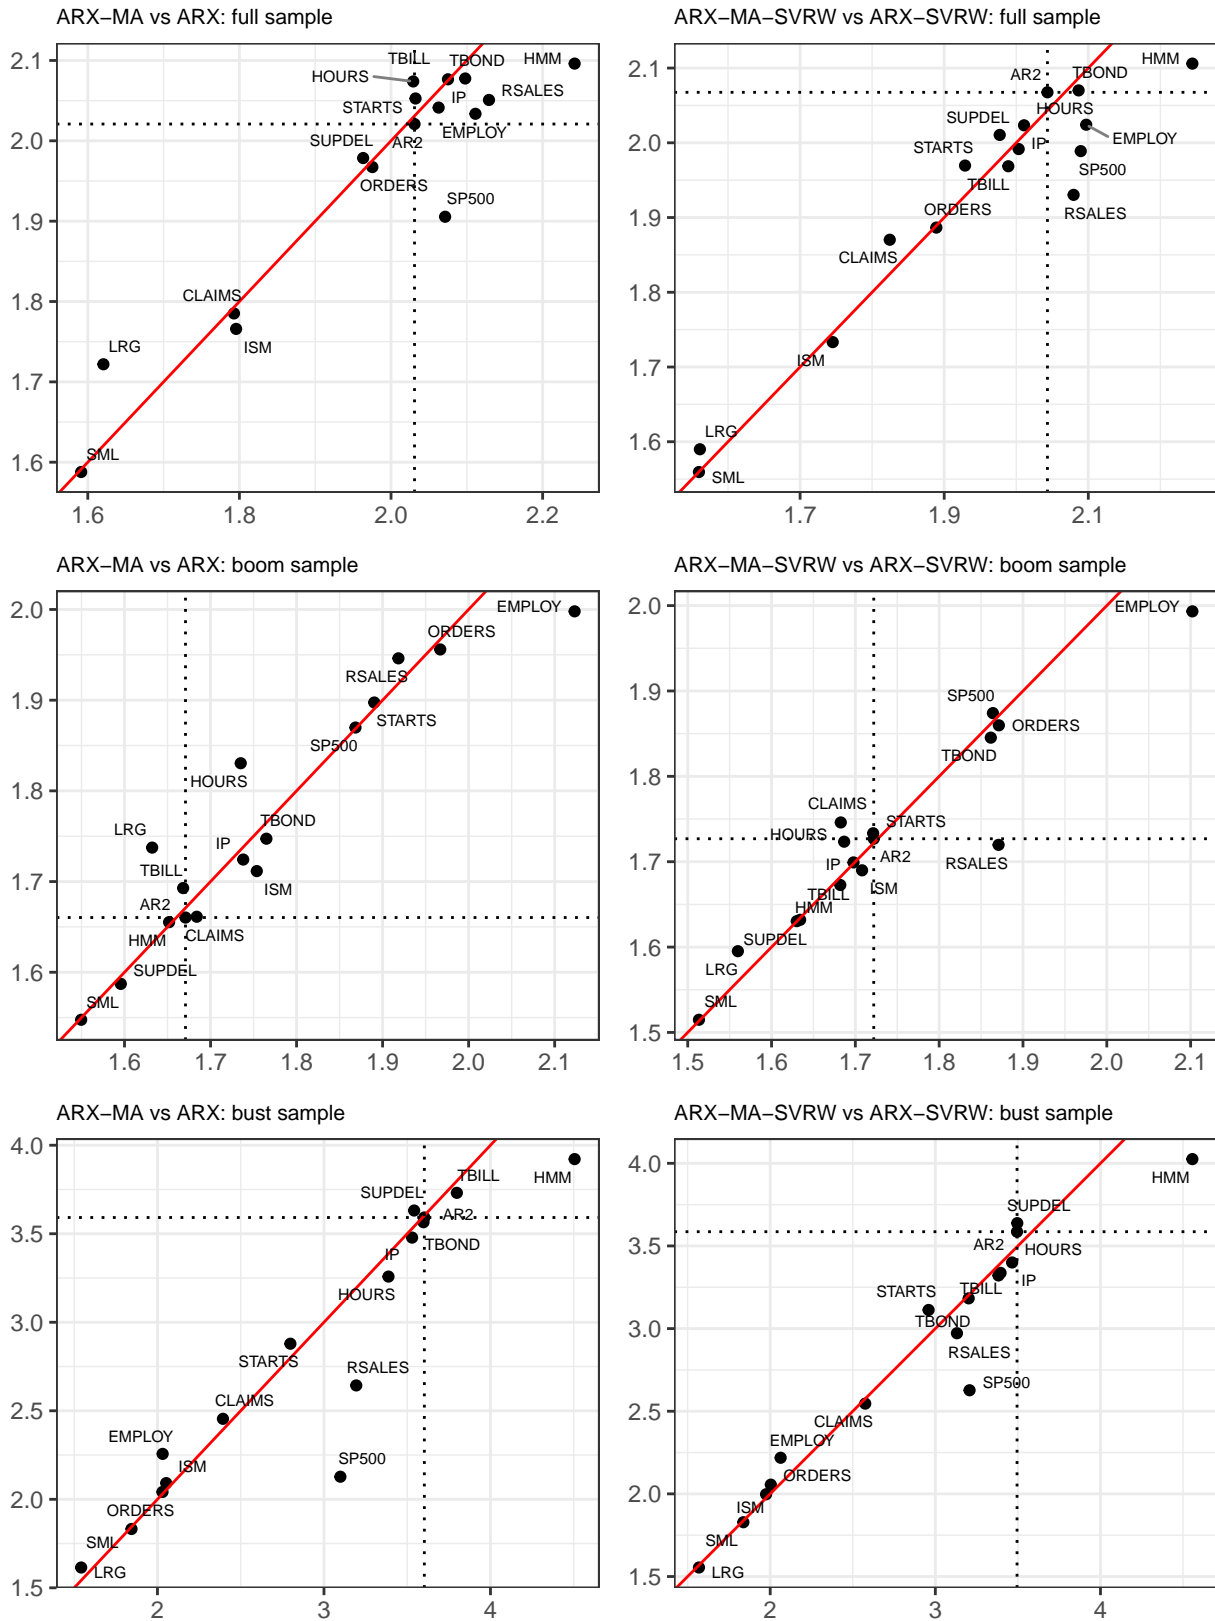 ARX−MA vs ARX: full sample
2.1
2.0
1.9
1.8
1.7
1.6
TBILL
TBOND
HMM
HOURS
RSALES
STARTS
IP
EMPLOY
SUPDEL
AR2
ORDERS
SP500
CLAIMS
ISM
LRG
SML
1.6 1.8 2.0 2.2
ARX−MA−SVRW vs ARX−SVRW: full sample
2.1
2.0
1.9
1.8
1.7
1.6
HMM
AR2
TBOND
HOURS
SUPDEL
EMPLOY
IP
STARTS
SP500
TBILL
ORDERS
RSALES
CLAIMS
ISM
LRG
SML
1.7 1.9 2.1
ARX−MA vs ARX: boom sample
2.0
1.9
1.8
1.7
1.6
EMPLOY
ORDERS
RSALES
STARTS
SP500
HOURS
LRG
IP
TBOND
TBILL
ISM
AR2
HMM
CLAIMS
SUPDEL
SML
1.6 1.7 1.8 1.9 2.0
ARX−MA−SVRW vs ARX−SVRW: boom sample
2.0
1.9
1.8
1.7
1.6
1.5
EMPLOY
SP500
ORDERS
TBOND
CLAIMS
STARTS
HOURS
AR2
IP
RSALES
TBILL
ISM
HMM
SUPDEL
LRG
SML
1.5 1.6 1.7 1.8 1.9 2.0 2.1
ARX−MA vs ARX: bust sample
4.0
3.5
3.0
2.5
2.0
1.5
TBILL
HMM
SUPDEL
AR2
TBOND
IP
HOURS
STARTS
RSALES
CLAIMS
EMPLOY
ISM
SP500
ORDERS
SML
LRG
2 3 4
ARX−MA−SVRW vs ARX−SVRW: bust sample
4.0
3.5
3.0
2.5
2.0
1.5
HMM
SUPDEL
AR2
HOURS
IP
TBILL
STARTS
TBOND
RSALES
SP500
CLAIMS
EMPLOY
ORDERS
ISM
SML
LRG
2 3 4